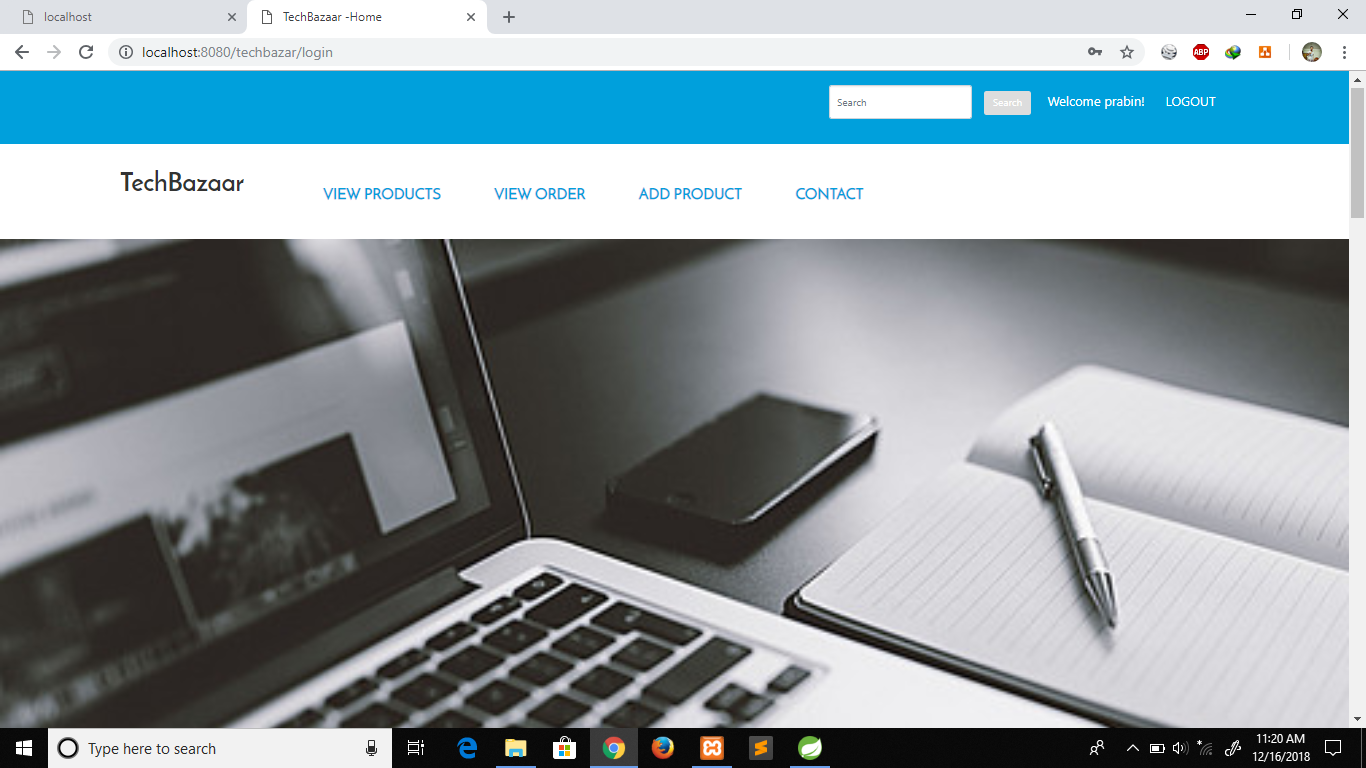 localhost
TechBazaar -Home
localhost:8080/techbazar/login
ABP
Search
Search
Welcome prabin!
LOGOUT
TechBazaar
VIEW PRODUCTS
VIEW ORDER
ADD PRODUCT
CONTACT
Type here to search
11:20 AM
12/16/2018